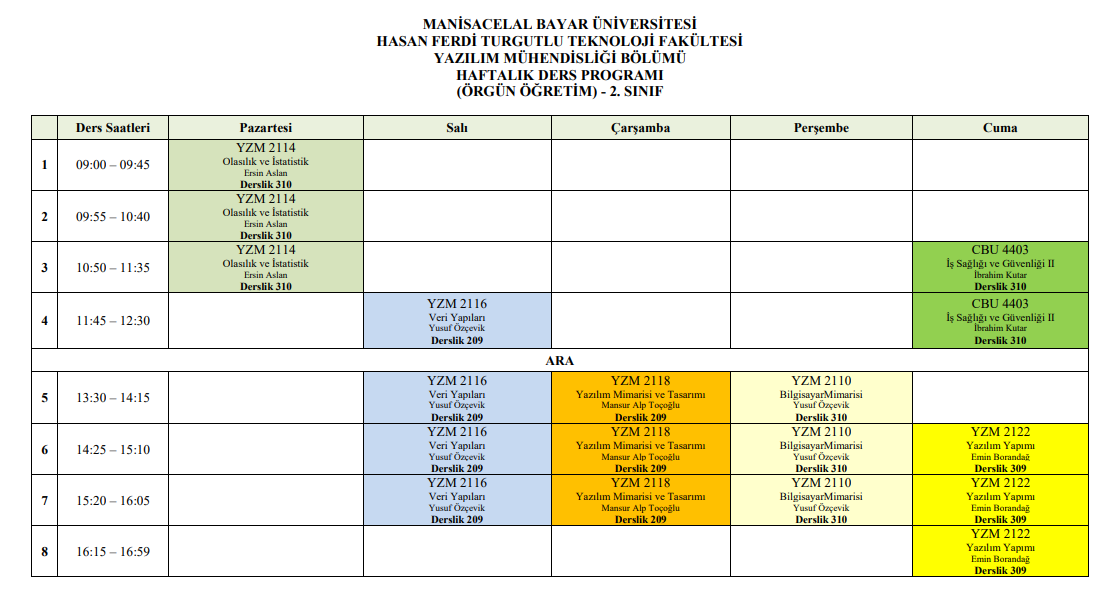 MANİSACELAL BAYAR ÜNİVERSİTESİ
HASAN FERDİ TURGUTLU TEKNOLOJİ FAKÜLTESİ
YAZILIM MÜHENDİSLİĞİ BÖLÜMÜ
HAFTALIK DERS PROGRAMI
(ÖRGÜN ÖĞRETİM) - 2. SINIF
Ders Saatleri Pazartesi Salı Çarşamba Perşembe Cuma
1 09:00 – 09:45
YZM 2114
Olasılık ve İstatistik
Ersin Aslan
Derslik 310
2 09:55 – 10:40
YZM 2114
Olasılık ve İstatistik
Ersin Aslan
Derslik 310
3 10:50 – 11:35
YZM 2114
Olasılık ve İstatistik
Ersin Aslan
Derslik 310
CBU 4403
İş Sağlığı ve Güvenliği II
İbrahim Kutar
Derslik 310
4 11:45 – 12:30
YZM 2116
Veri Yapıları
Yusuf Özçevik
Derslik 209
CBU 4403
İş Sağlığı ve Güvenliği II
İbrahim Kutar
Derslik 310
ARA
5 13:30 – 14:15
YZM 2116
Veri Yapıları
Yusuf Özçevik
Derslik 209
YZM 2118
Yazılım Mimarisi ve Tasarımı
Mansur Alp Toçoğlu
Derslik 209
YZM 2110
BilgisayarMimarisi
Yusuf Özçevik
Derslik 310
6 14:25 – 15:10
YZM 2116
Veri Yapıları
Yusuf Özçevik
Derslik 209
YZM 2118
Yazılım Mimarisi ve Tasarımı
Mansur Alp Toçoğlu
Derslik 209
YZM 2110
BilgisayarMimarisi
Yusuf Özçevik
Derslik 310
YZM 2122
Yazılım Yapımı
Emin Borandağ
Derslik 309
7 15:20 – 16:05
YZM 2116
Veri Yapıları
Yusuf Özçevik
Derslik 209
YZM 2118
Yazılım Mimarisi ve Tasarımı
Mansur Alp Toçoğlu
Derslik 209
YZM 2110
BilgisayarMimarisi
Yusuf Özçevik
Derslik 310
YZM 2122
Yazılım Yapımı
Emin Borandağ
Derslik 309
8 16:15 – 16:59
YZM 2122
Yazılım Yapımı
Emin Borandağ
Derslik 309